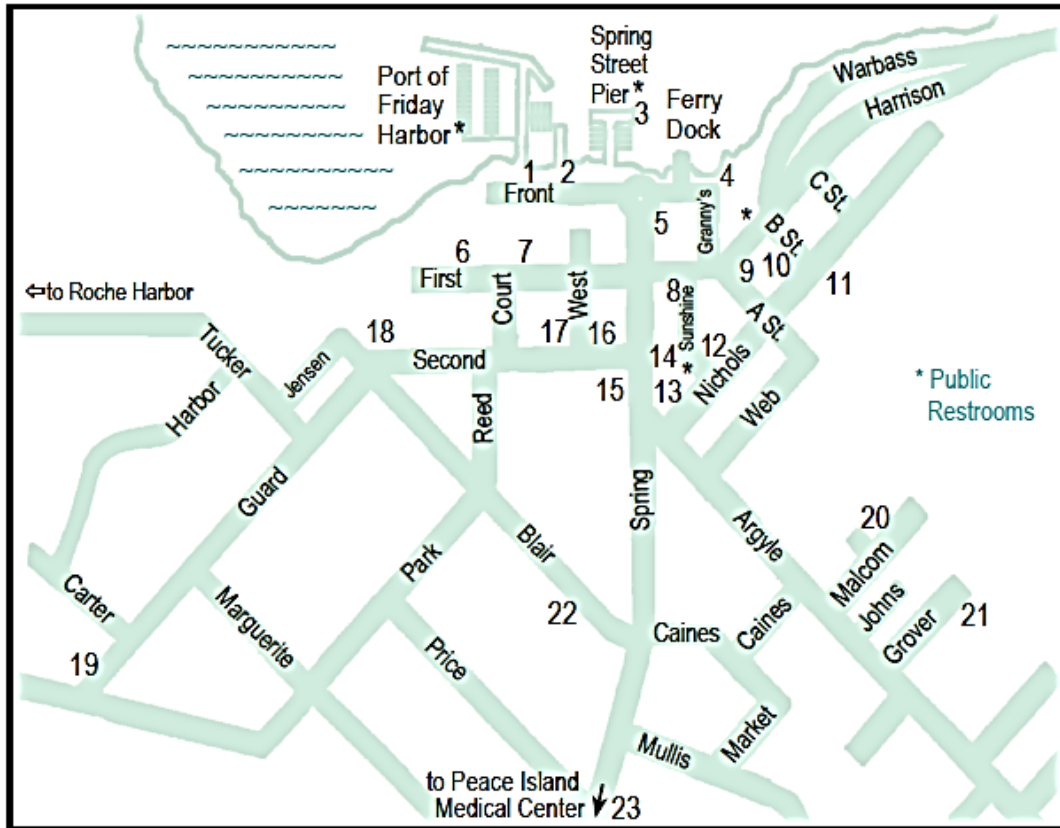 ~~~~~~~~~~~
~~~~~~~~~~
~~~~~~~~~
~~~~~~~~~
~~~~~~~~~~
~~~~~~~
Port of
Friday
Harbor *
Spring
Street
Pier *
3
Ferry
Dock
Warbass
Harrison
1
2
4
Front
5
Granny's
*
C St.
B St.
6
7
First
Court
West
8
Sunshine
9
10
11
A St.
⇦to Roche Harbor
Tucker
Harbor
Jensen
18
Second
17
16
15
14
*
13
12
Nichols
Web
* Public
Restrooms
Reed
Guard
Spring
Argyle
Park
Blair
20
Malcom
Johns
Grover
21
Carter
19
Marguerite
22
Price
Caines
Caines
Market
Mullis
to Peace Island
Medical Center
23